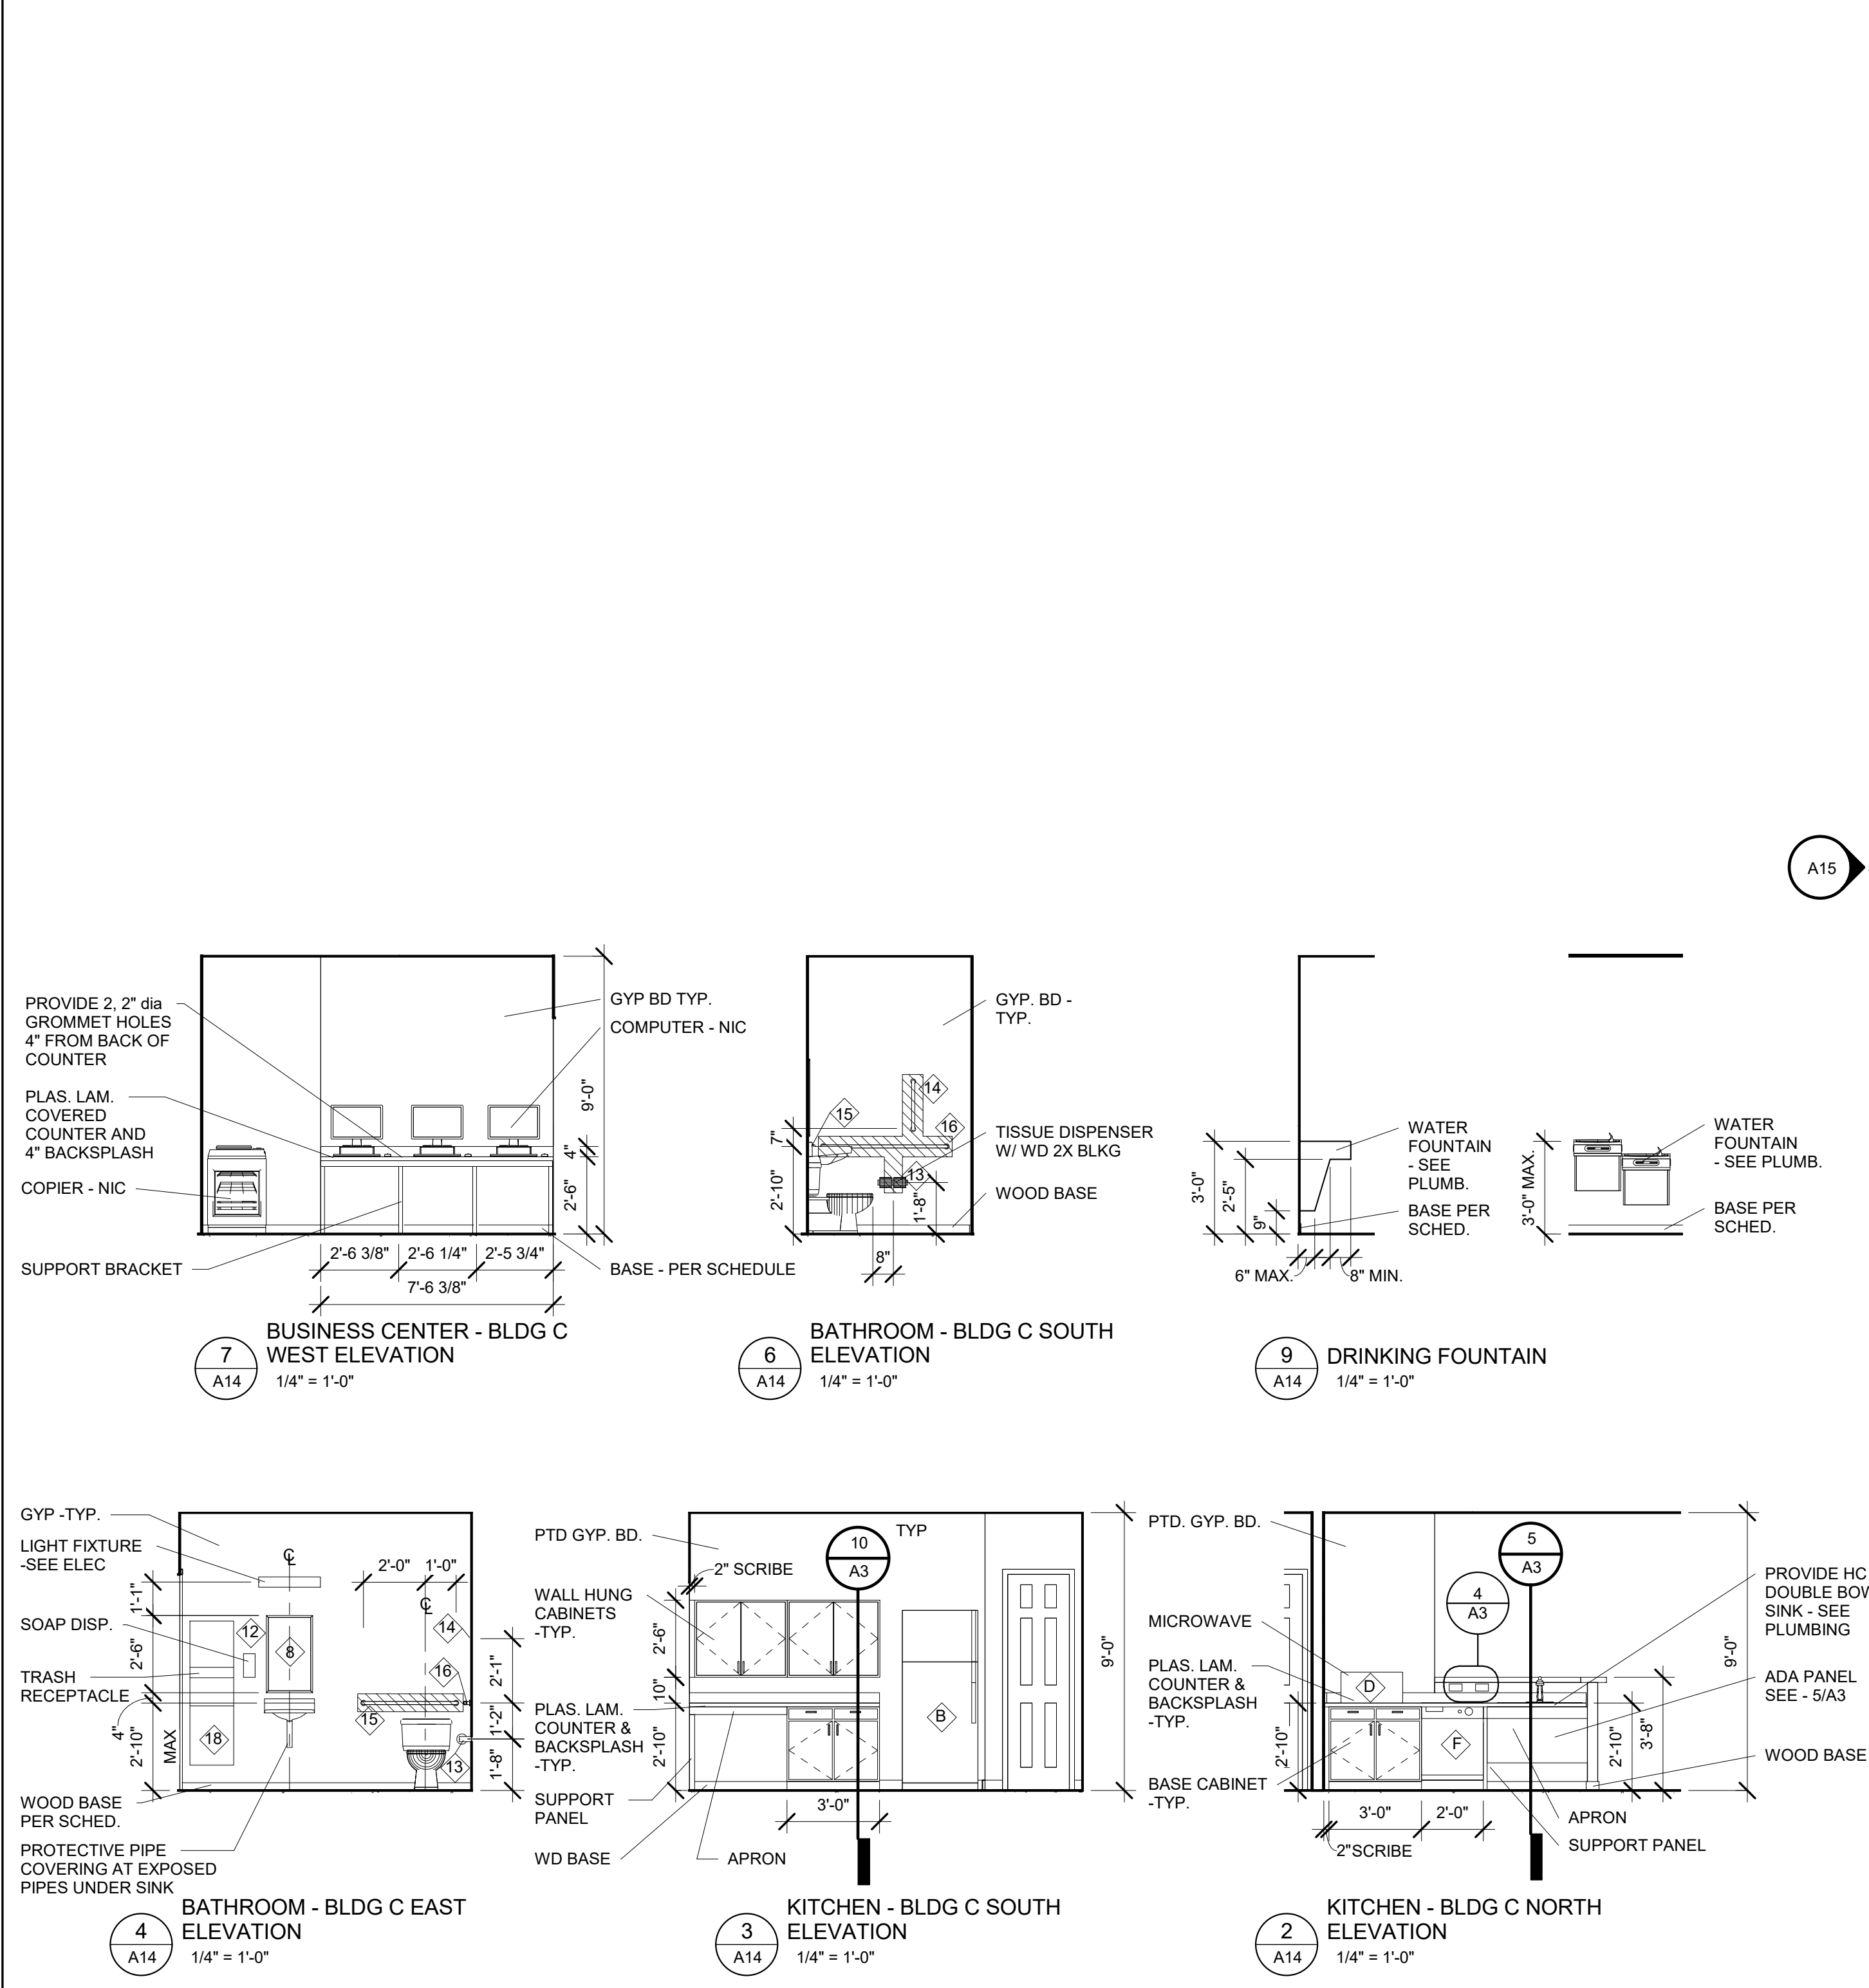 A15
PROVIDE 2, 2" dia
GROMMET HOLES
4" FROM BACK OF
COUNTER
PLAS. LAM.
COVERED
COUNTER AND
4" BACKSPLASH
COPIER - NIC
SUPPORT BRACKET
GYP BD TYP.
COMPUTER - NIC
9'-0"
4"
2'-6"
2'-6 3/8"
2'-6 1/4"
2'-5 3/4"
7'-6 3/8"
BASE - PER SCHEDULE
7
A14
BUSINESS CENTER - BLDG C
WEST ELEVATION
1/4" = 1'-0"
GYP. BD -
TYP.
14
15
16
13
7"
2'-10"
1'-8"
8"
TISSUE DISPENSER
W/ WD 2X BLKG
WOOD BASE
6
A14
BATHROOM - BLDG C SOUTH
ELEVATION
1/4" = 1'-0"
3'-0"
2'-5"
9"
6" MAX.
8" MIN.
WATER
FOUNTAIN
- SEE
PLUMB.
BASE PER
SCHED.
3'-0" MAX.
WATER
FOUNTAIN
- SEE PLUMB.
BASE PER
SCHED.
9
A14
DRINKING FOUNTAIN
1/4" = 1'-0"
GYP -TYP.
LIGHT FIXTURE
-SEE ELEC
SOAP DISP.
TRASH
RECEPTACLE
WOOD BASE
PER SCHED.
PROTECTIVE PIPE
COVERING AT EXPOSED
PIPES UNDER SINK
1'-1"
2'-6"
4"
2'-10"
MAX
℄
℄
2'-0"
1'-0"
12
8
18
14
16
15
13
2'-1"
1'-2"
1'-8"
4
A14
BATHROOM - BLDG C EAST
ELEVATION
1/4" = 1'-0"
PTD GYP. BD.
2" SCRIBE
WALL HUNG
CABINETS
-TYP.
PLAS. LAM.
COUNTER &
BACKSPLASH
-TYP.
SUPPORT
PANEL
WD BASE
APRON
2'-6"
10"
2'-10"
3'-0"
10
A3
TYP
B
9'-0"
3
A14
KITCHEN - BLDG C SOUTH
ELEVATION
1/4" = 1'-0"
PTD. GYP. BD.
MICROWAVE
PLAS. LAM.
COUNTER &
BACKSPLASH
-TYP.
BASE CABINET
-TYP.
2'-10"
D
F
4
A3
5
A3
3'-0"
2'-0"
2"SCRIBE
2'-10"
3'-8"
9'-0"
PROVIDE HC
DOUBLE BOW
SINK - SEE
PLUMBING
ADA PANEL
SEE - 5/A3
WOOD BASE
APRON
SUPPORT PANEL
2
A14
KITCHEN - BLDG C NORTH
ELEVATION
1/4" = 1'-0"